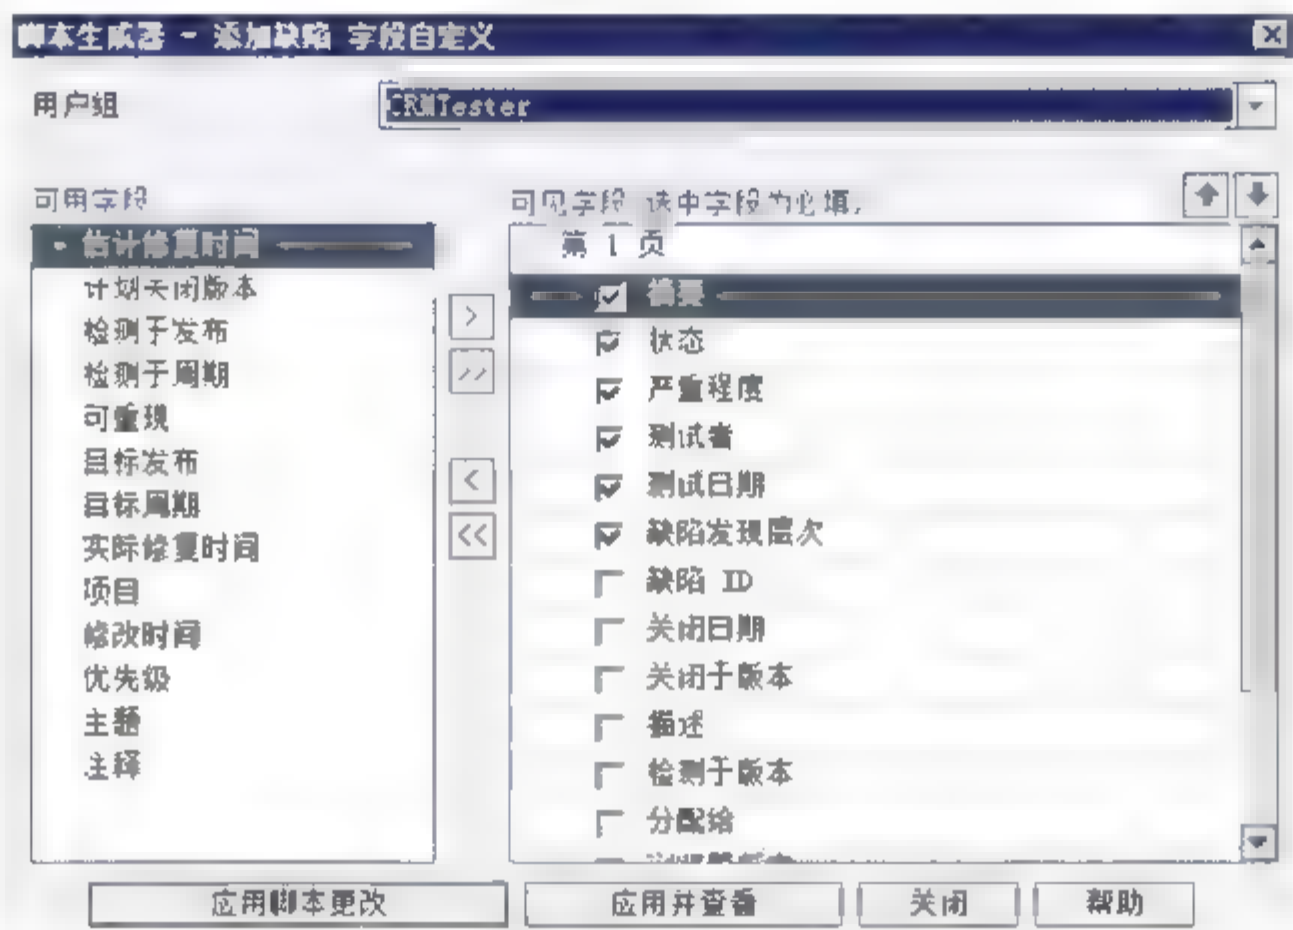 脚本生成器 - 添加缺陷 字段自定义
用户组
CRMTester
可用字段
估计修复时间
计划关闭版本
检测于发布
检测于周期
可重现
目标发布
目标周期
实际修复时间
项目
修改时间
优先级
主题
注释
>
>>
<
<<
可见字段 选中字段为必填.
第 1 页
摘要
状态
严重程度
测试者
测试日期
缺陷发现层次
缺陷 ID
关闭日期
关闭于版本
描述
检测于版本
分配给
应用脚本更改
应用并查看
关闭
帮助